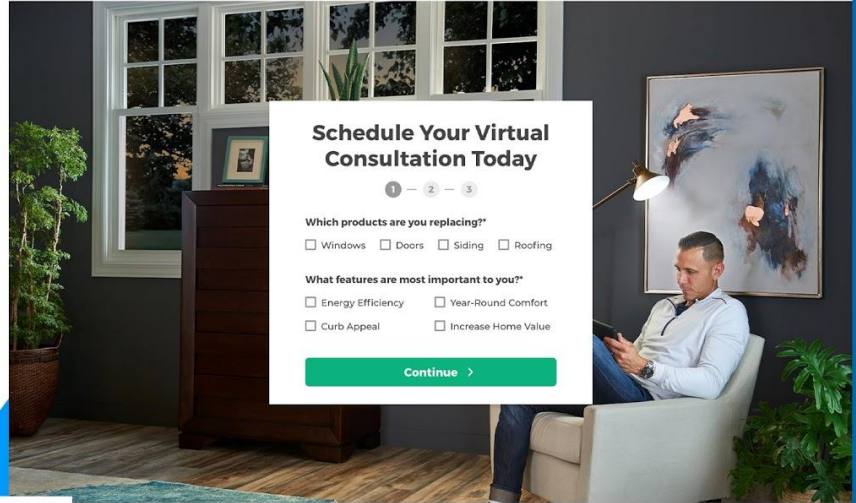 Schedule Your Virtual
Consultation Today
1 — 2 — 3
Which products are you replacing?*
Windows Doors Siding Roofing
What features are most important to you?*
Energy Efficiency Year-Round Comfort
Curb Appeal Increase Home Value
Continue >